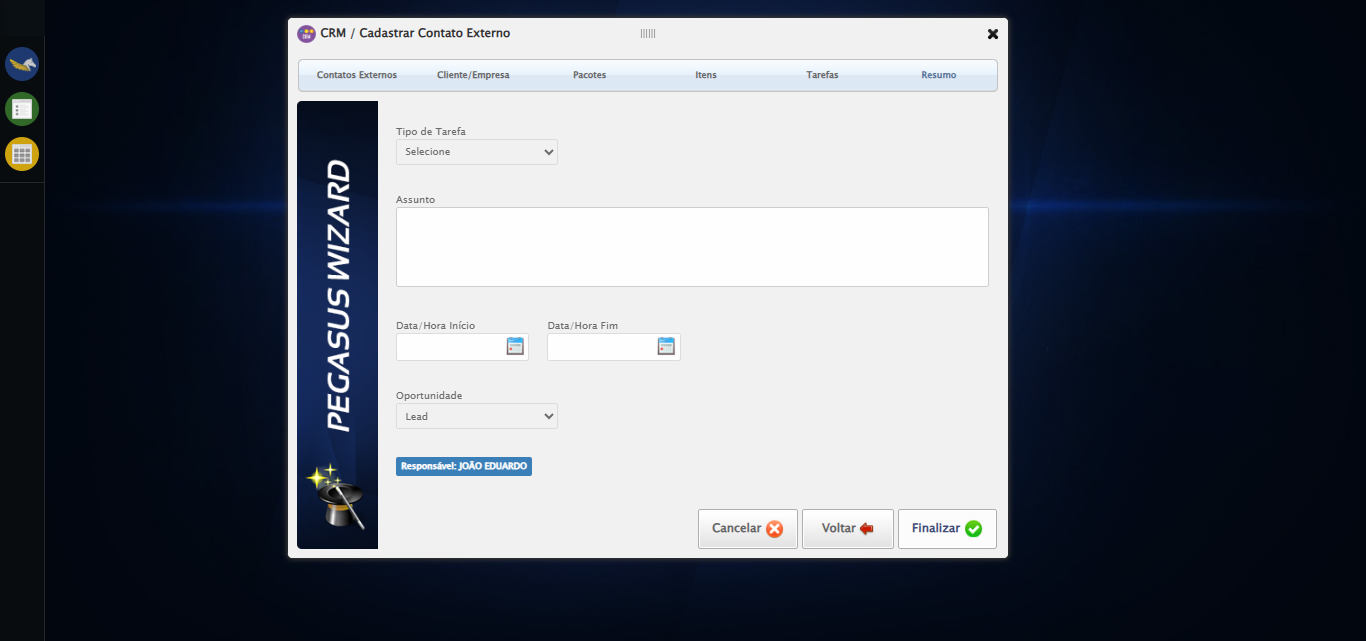 CRM / Cadastrar Contato Externo
Contatos Externos Cliente/Empresa Pacotes Itens Tarefas Resumo
PEGASUS WIZARD
Tipo de Tarefa
Selecione
Assunto
Data/Hora Início Data/Hora Fim
Oportunidade
Lead
Responsável: JOÃO EDUARDO
Cancelar Voltar Finalizar